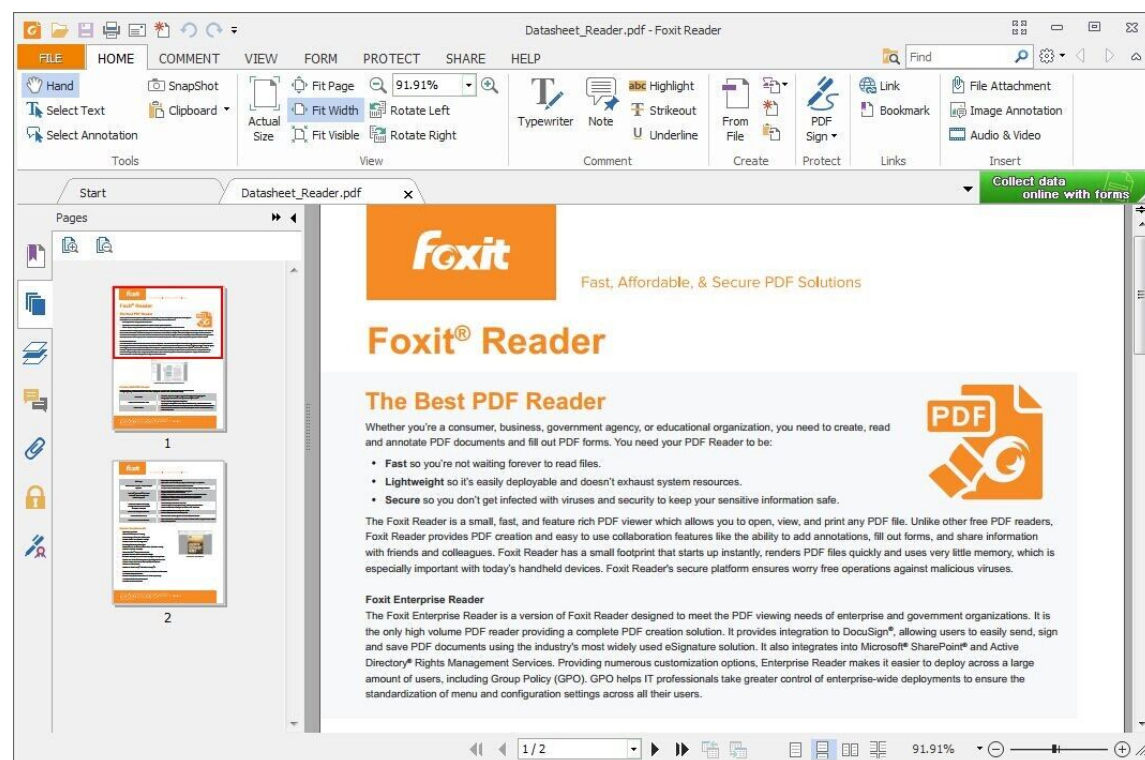 Datasheet_Reader.pdf - Foxit Reader
FILE HOME COMMENT VIEW FORM PROTECT SHARE HELP
Find
Hand
Select Text
Select Annotation
SnapShot
Clipboard
Tools
Actual
Size
Fit Page
Fit Width
Fit Visible
91.91%
Rotate Left
Rotate Right
View
Typewriter
Note
abc Highlight
T Strikeout
U Underline
Comment
From
File
Create
PDF
Sign
Protect
Link
Bookmark
Links
File Attachment
Image Annotation
Audio & Video
Insert
Start
Datasheet_Reader.pdf x
Collect data
online with forms
Pages
1
2
foxit
Fast, Affordable, & Secure PDF Solutions
Foxit® Reader
The Best PDF Reader
PDF
Whether you're a consumer, business, government agency, or educational organization, you need to create, read
and annotate PDF documents and fill out PDF forms. You need your PDF Reader to be:
• Fast so you're not waiting forever to read files.
• Lightweight so it's easily deployable and doesn't exhaust system resources.
• Secure so you don't get infected with viruses and security to keep your sensitive information safe.
The Foxit Reader is a small, fast, and feature rich PDF viewer which allows you to open, view, and print any PDF file. Unlike other free PDF readers,
Foxit Reader provides PDF creation and easy to use collaboration features like the ability to add annotations, fill out forms, and share information
with friends and colleagues. Foxit Reader has a small footprint that starts up instantly, renders PDF files quickly and uses very little memory, which is
especially important with today's handheld devices. Foxit Reader's secure platform ensures worry free operations against malicious viruses.
Foxit Enterprise Reader
The Foxit Enterprise Reader is a version of Foxit Reader designed to meet the PDF viewing needs of enterprise and government organizations. It is
the only high volume PDF reader providing a complete PDF creation solution. It provides integration to DocuSign®, allowing users to easily send, sign
and save PDF documents using the industry's most widely used eSignature solution. It also integrates into Microsoft® SharePoint® and Active
Directory® Rights Management Services. Providing numerous customization options, Enterprise Reader makes it easier to deploy across a large
amount of users, including Group Policy (GPO). GPO helps IT professionals take greater control of enterprise-wide deployments to ensure the
standardization of menu and configuration settings across all their users.
1 / 2
91.91%